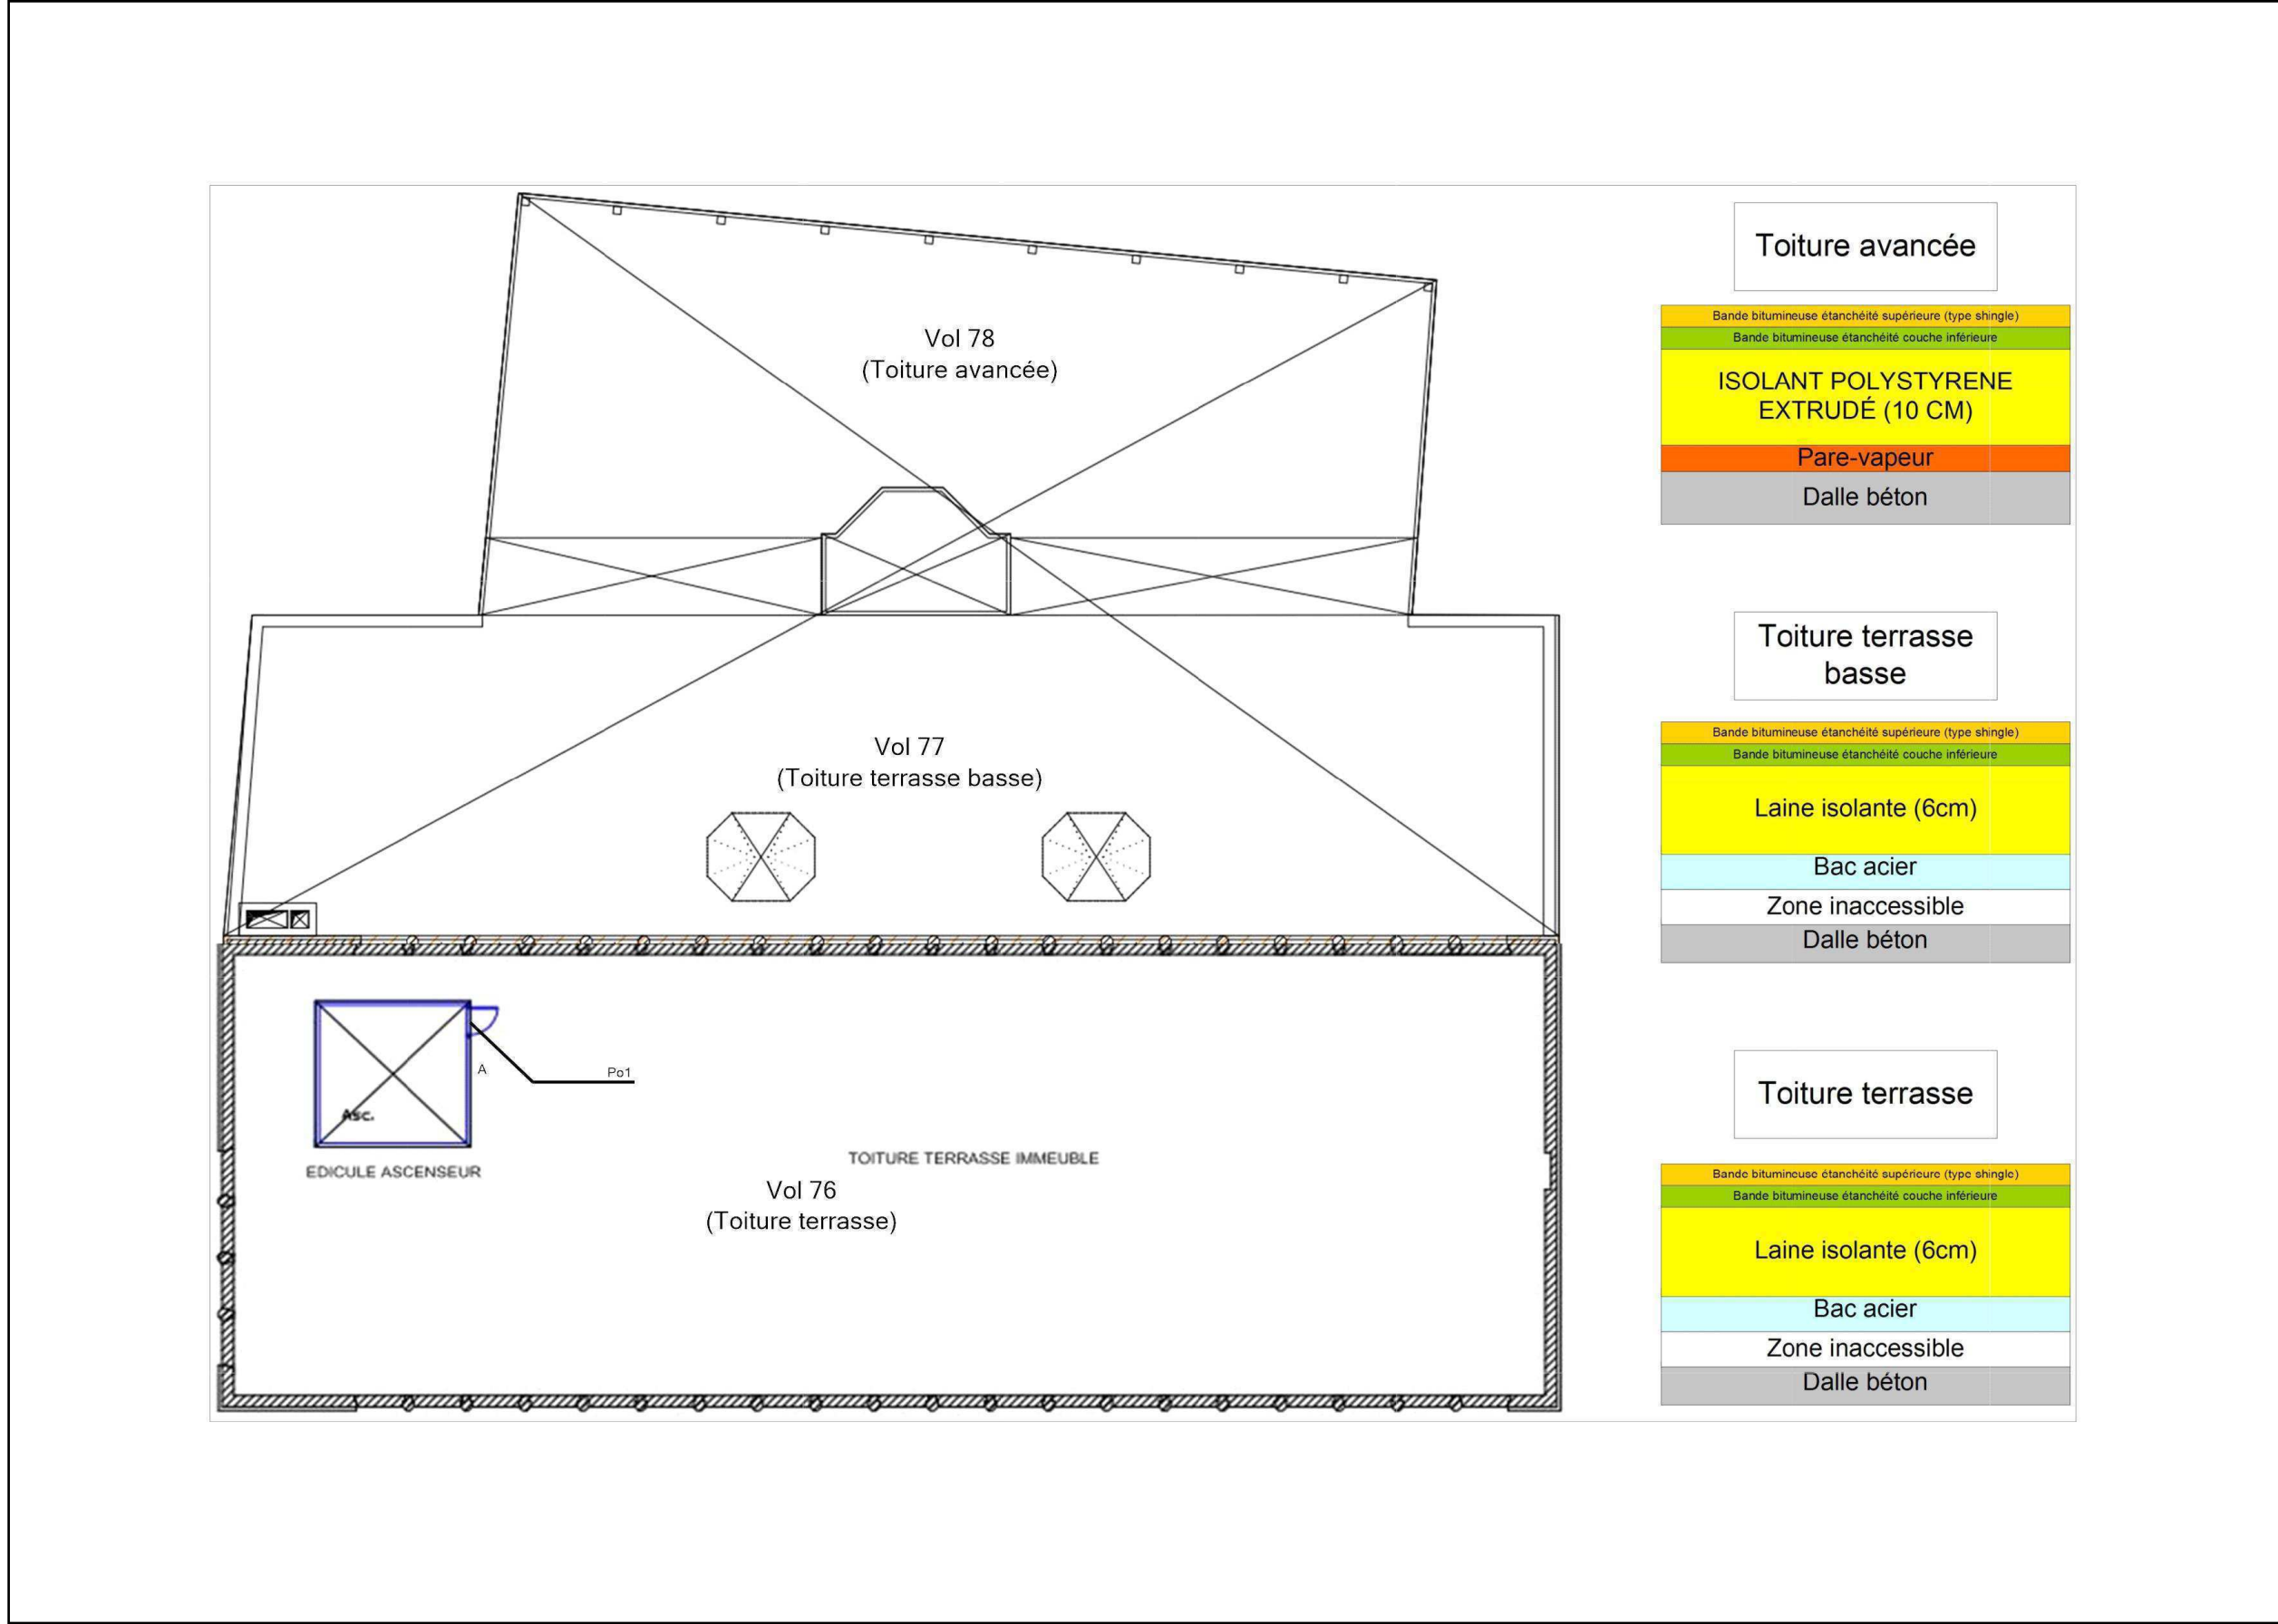 Vol 78
(Toiture avancée)
Vol 77
(Toiture terrasse basse)
A
Po1
Asc.
EDICULE ASCENSEUR
TOITURE TERRASSE IMMEUBLE
Vol 76
(Toiture terrasse)
Toiture avancée
Bande bitumineuse étanchéité supérieure (type shingle)
Bande bitumineuse étanchéité couche inférieure
ISOLANT POLYSTYRENE
EXTRUDÉ (10 CM)
Pare-vapeur
Dalle béton
Toiture terrasse
basse
Bande bitumineuse étanchéité supérieure (type shingle)
Bande bitumineuse étanchéité couche inférieure
Laine isolante (6cm)
Bac acier
Zone inaccessible
Dalle béton
Toiture terrasse
Bande bitumineuse étanchéité supérieure (type shingle)
Bande bitumineuse étanchéité couche inférieure
Laine isolante (6cm)
Bac acier
Zone inaccessible
Dalle béton